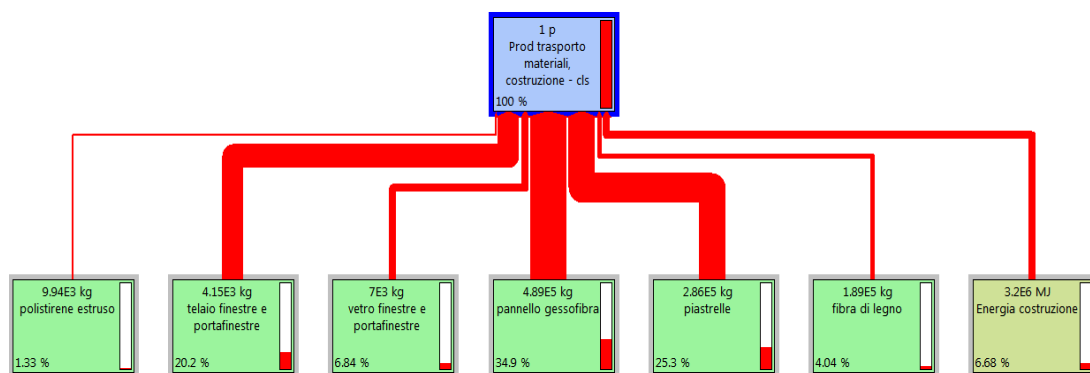 1 p
Prod trasporto
materiali,
costruzione - cls
100 %
9.94E3 kg
polistirene estruso
1.33 %
4.15E3 kg
telaio finestre e
portafinestre
20.2 %
7E3 kg
vetro finestre e
portafinestre
6.84 %
4.89E5 kg
pannello gessofibra
34.9 %
2.86E5 kg
piastrelle
25.3 %
1.89E5 kg
fibra di legno
4.04 %
3.2E6 MJ
Energia costruzione
6.68 %